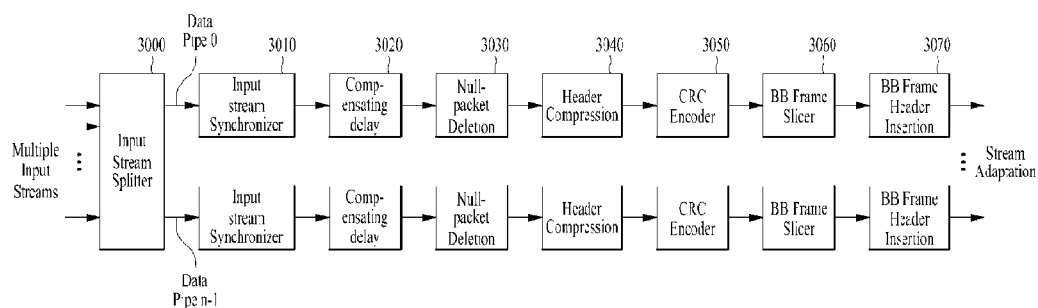 Data
Pipe 0
3000
3010
3020
3030
3040
3050
3060
3070
Multiple
Input
Streams
Input
Stream
Splitter
Input
stream
Synchronizer
Comp-
ensating
delay
Null-
packet
Deletion
Header
Compression
CRC
Encoder
BB Frame
Slicer
BB Frame
Header
Insertion
Stream
Adaptation
Input
stream
Synchronizer
Comp-
ensating
delay
Null-
packet
Deletion
Header
Compression
CRC
Encoder
BB Frame
Slicer
BB Frame
Header
Insertion
Data
Pipe n-1